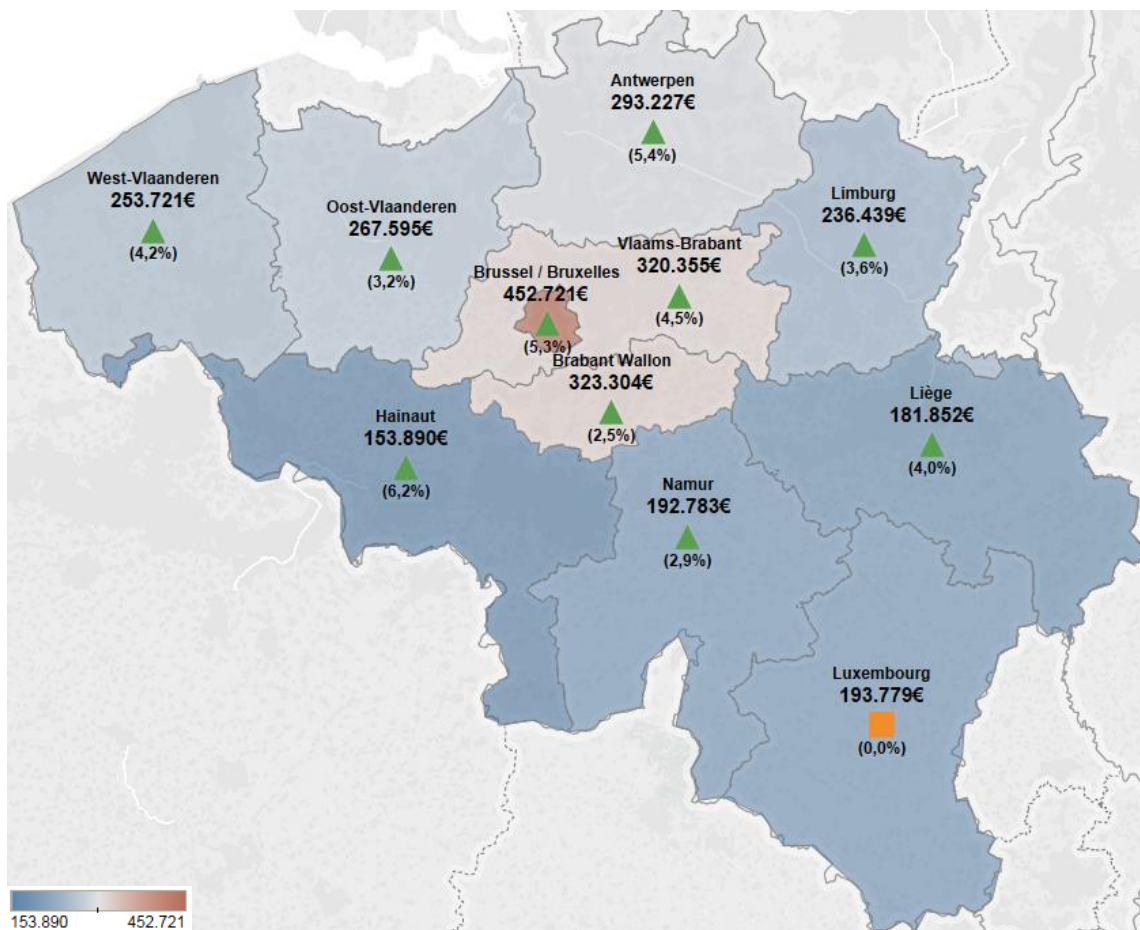 Antwerpen
293.227€
(5,4%)
West-Vlaanderen
253.721€
(4,2%)
Oost-Vlaanderen
267.595€
(3,2%)
Limburg
236.439€
(3,6%)
Vlaams-Brabant
320.355€
(4,5%)
Brussel / Bruxelles
452.721€
(5,3%)
Brabant Wallon
323.304€
(2,5%)
Hainaut
153.890€
(6,2%)
Liège
181.852€
(4,0%)
Namur
192.783€
(2,9%)
Luxembourg
193.779€
(0,0%)
153.890 452.721